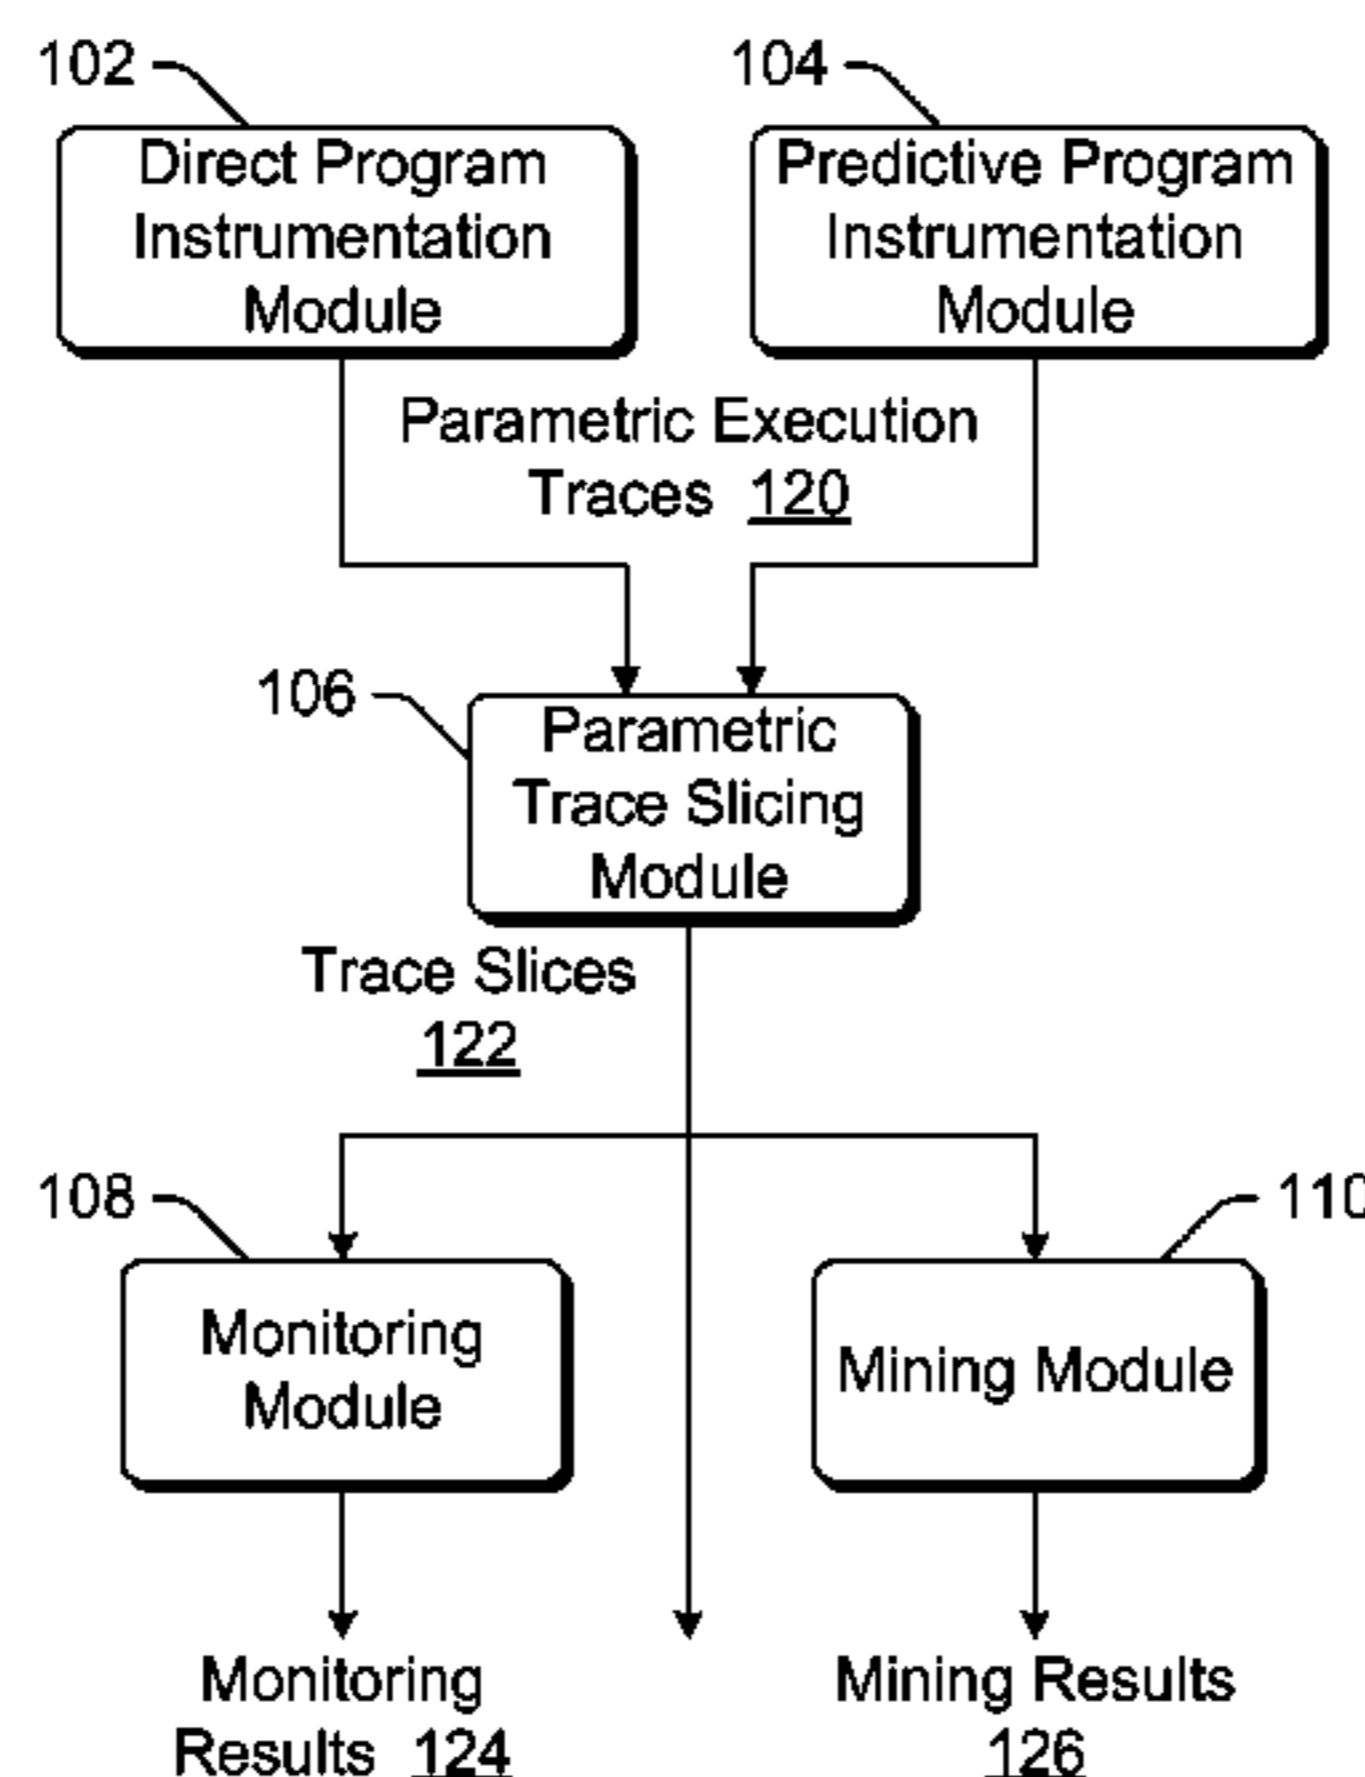 102
104
Direct Program
Instrumentation
Module
Predictive Program
Instrumentation
Module
Parametric Execution
Traces 120
106
Parametric
Trace Slicing
Module
Trace Slices
122
108
110
Monitoring
Module
Mining Module
Monitoring
Results 124
Mining Results
126